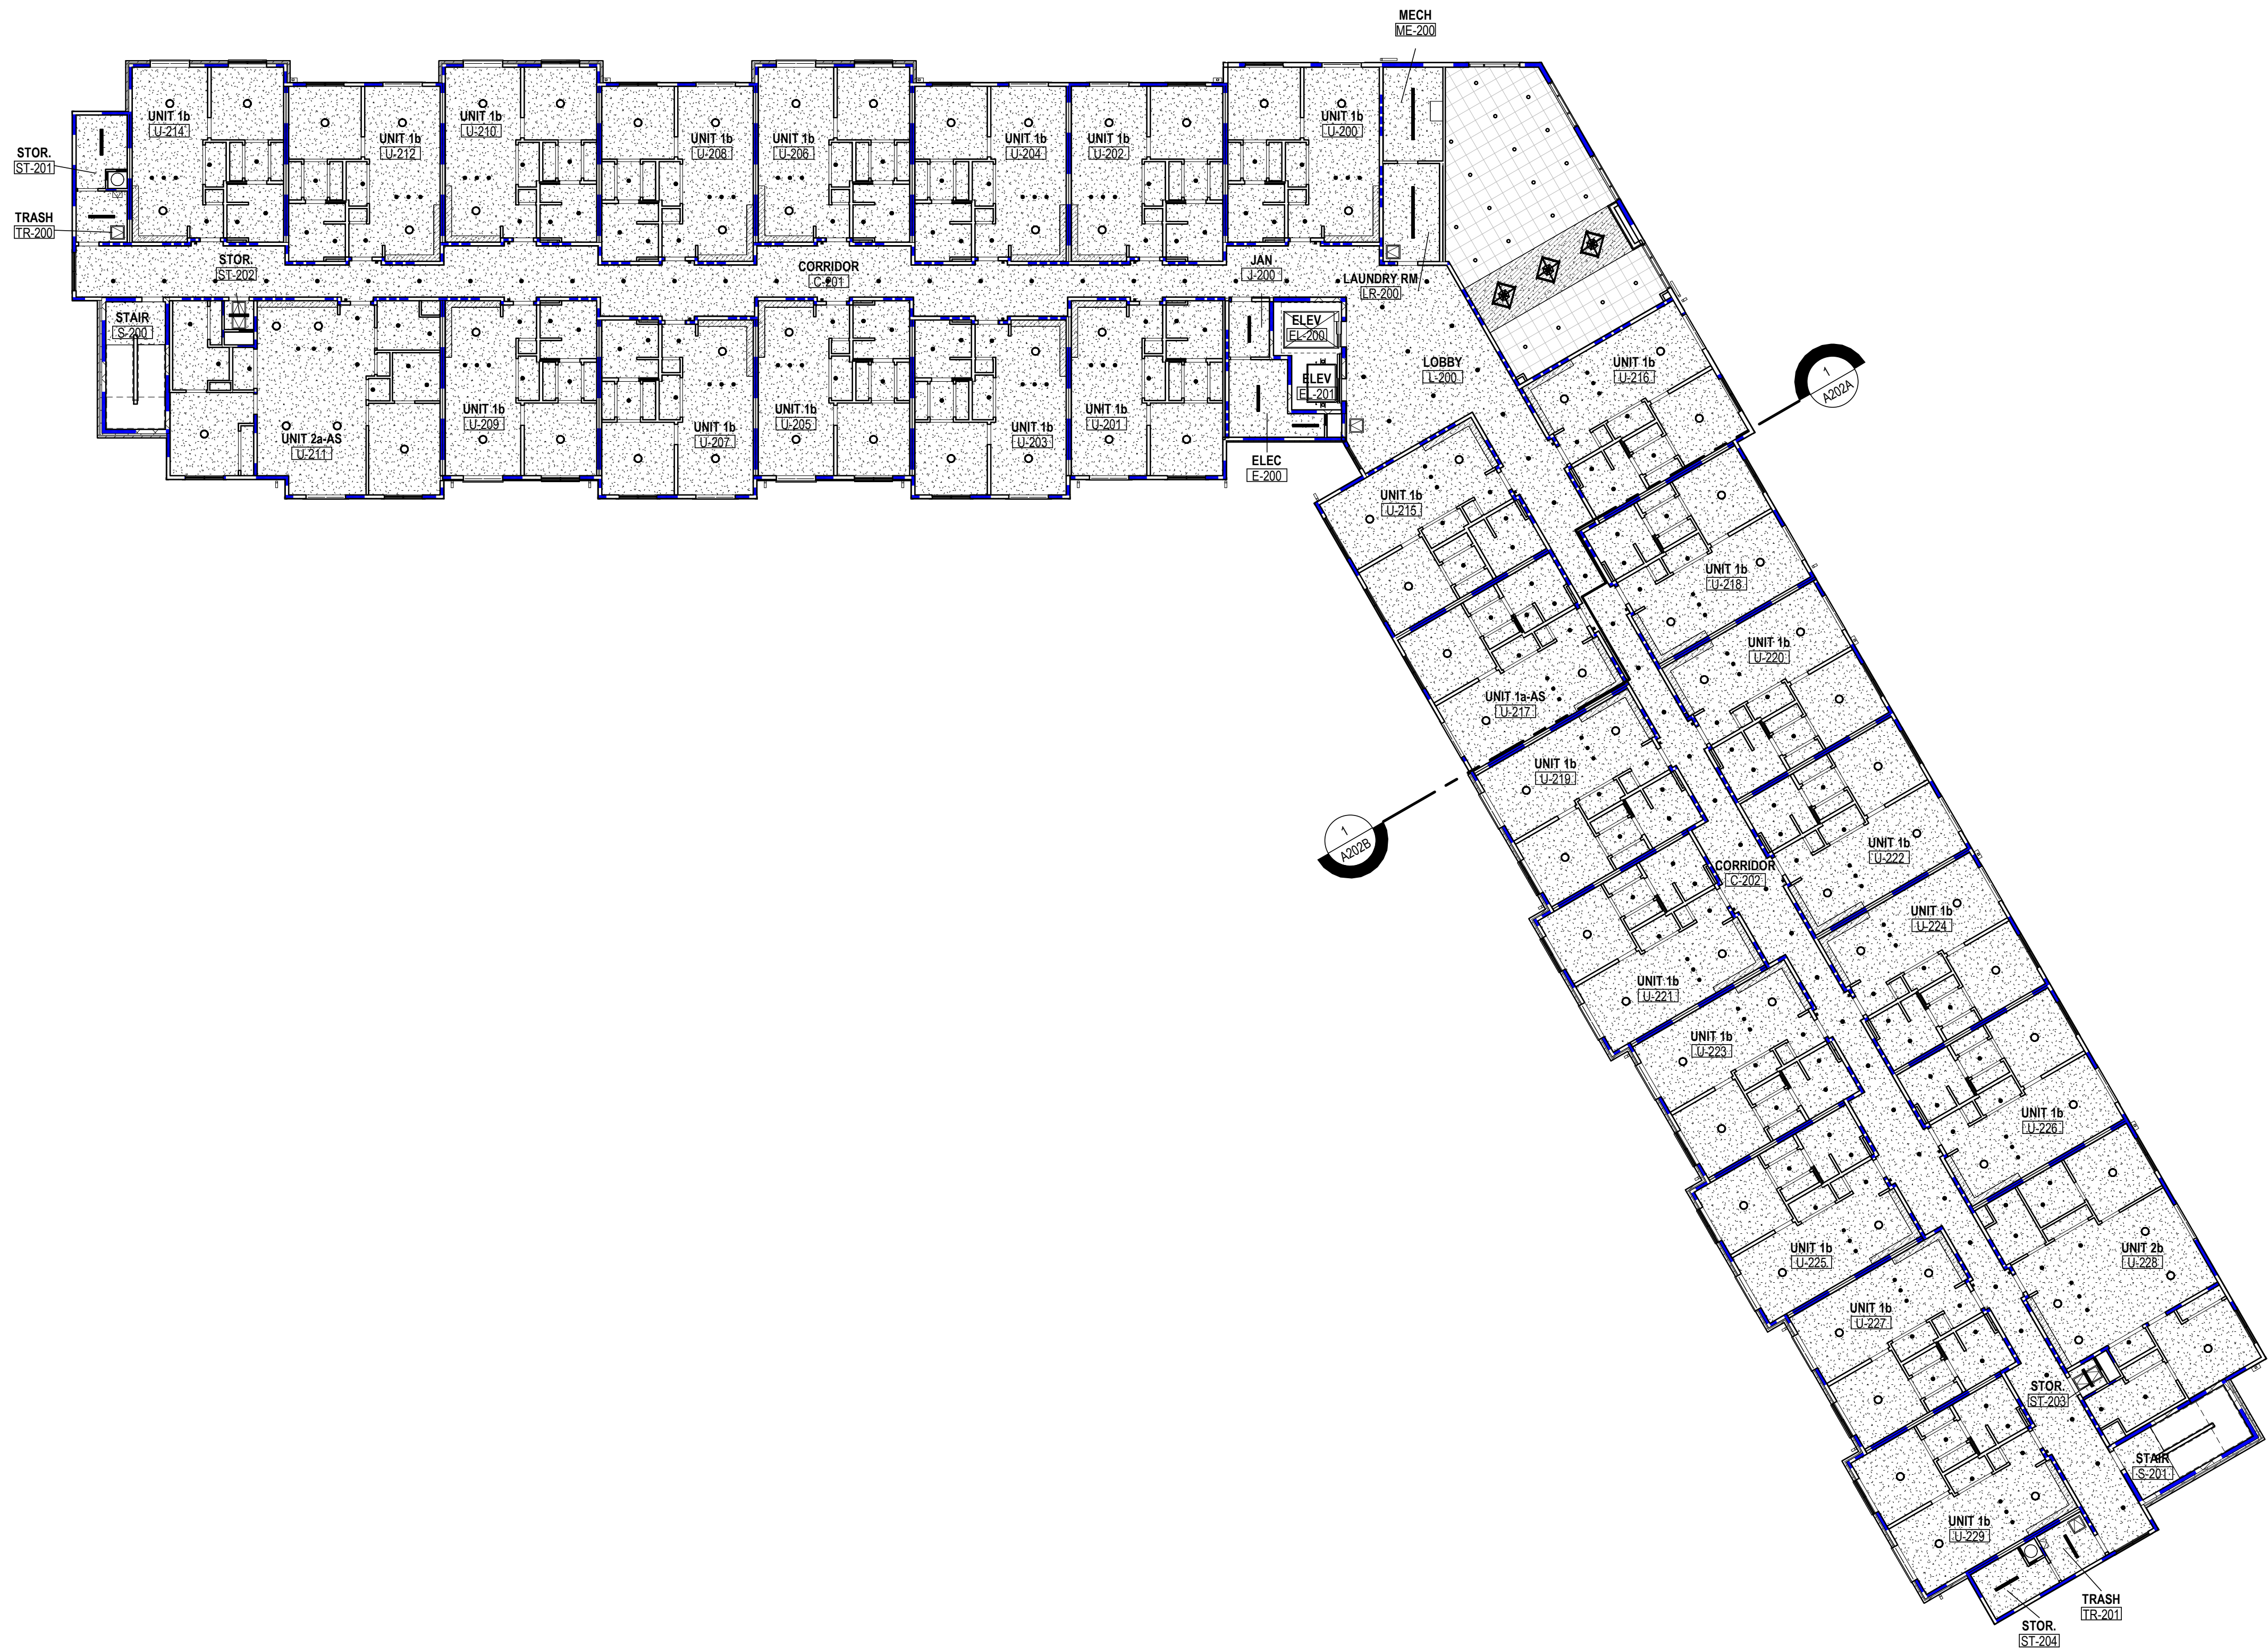 MECH
ME-200
UNIT 1b
U-214
UNIT 1b
U-212
UNIT 1b
U-210
UNIT 1b
U-208
UNIT 1b
U-206
UNIT 1b
U-204
UNIT 1b
U-202
UNIT 1b
U-200
STOR.
ST-201
TRASH
TR-200
STOR.
ST-202
CORRIDOR
C-201
JAN
J-200
LAUNDRY RM
LR-200
STAIR
S-200
ELEV
EL-200
ELEV
EL-201
LOBBY
L-200
UNIT 2a-AS
U-211
UNIT 1b
U-209
UNIT 1b
U-207
UNIT 1b
U-205
UNIT 1b
U-203
UNIT 1b
U-201
ELEC
E-200
UNIT 1b
U-216
1
A202A
UNIT 1b
U-215
UNIT 1b
U-218
UNIT 1b
U-220
UNIT 1a-AS
U-217
UNIT 1b
U-219
1
A202B
UNIT 1b
U-222
CORRIDOR
C-202
UNIT 1b
U-224
UNIT 1b
U-221
UNIT 1b
U-223
UNIT 1b
U-226
UNIT 1b
U-225
UNIT 2b
U-228
UNIT 1b
U-227
STOR.
ST-203
STAIR
S-201
UNIT 1b
U-229
TRASH
TR-201
STOR.
ST-204